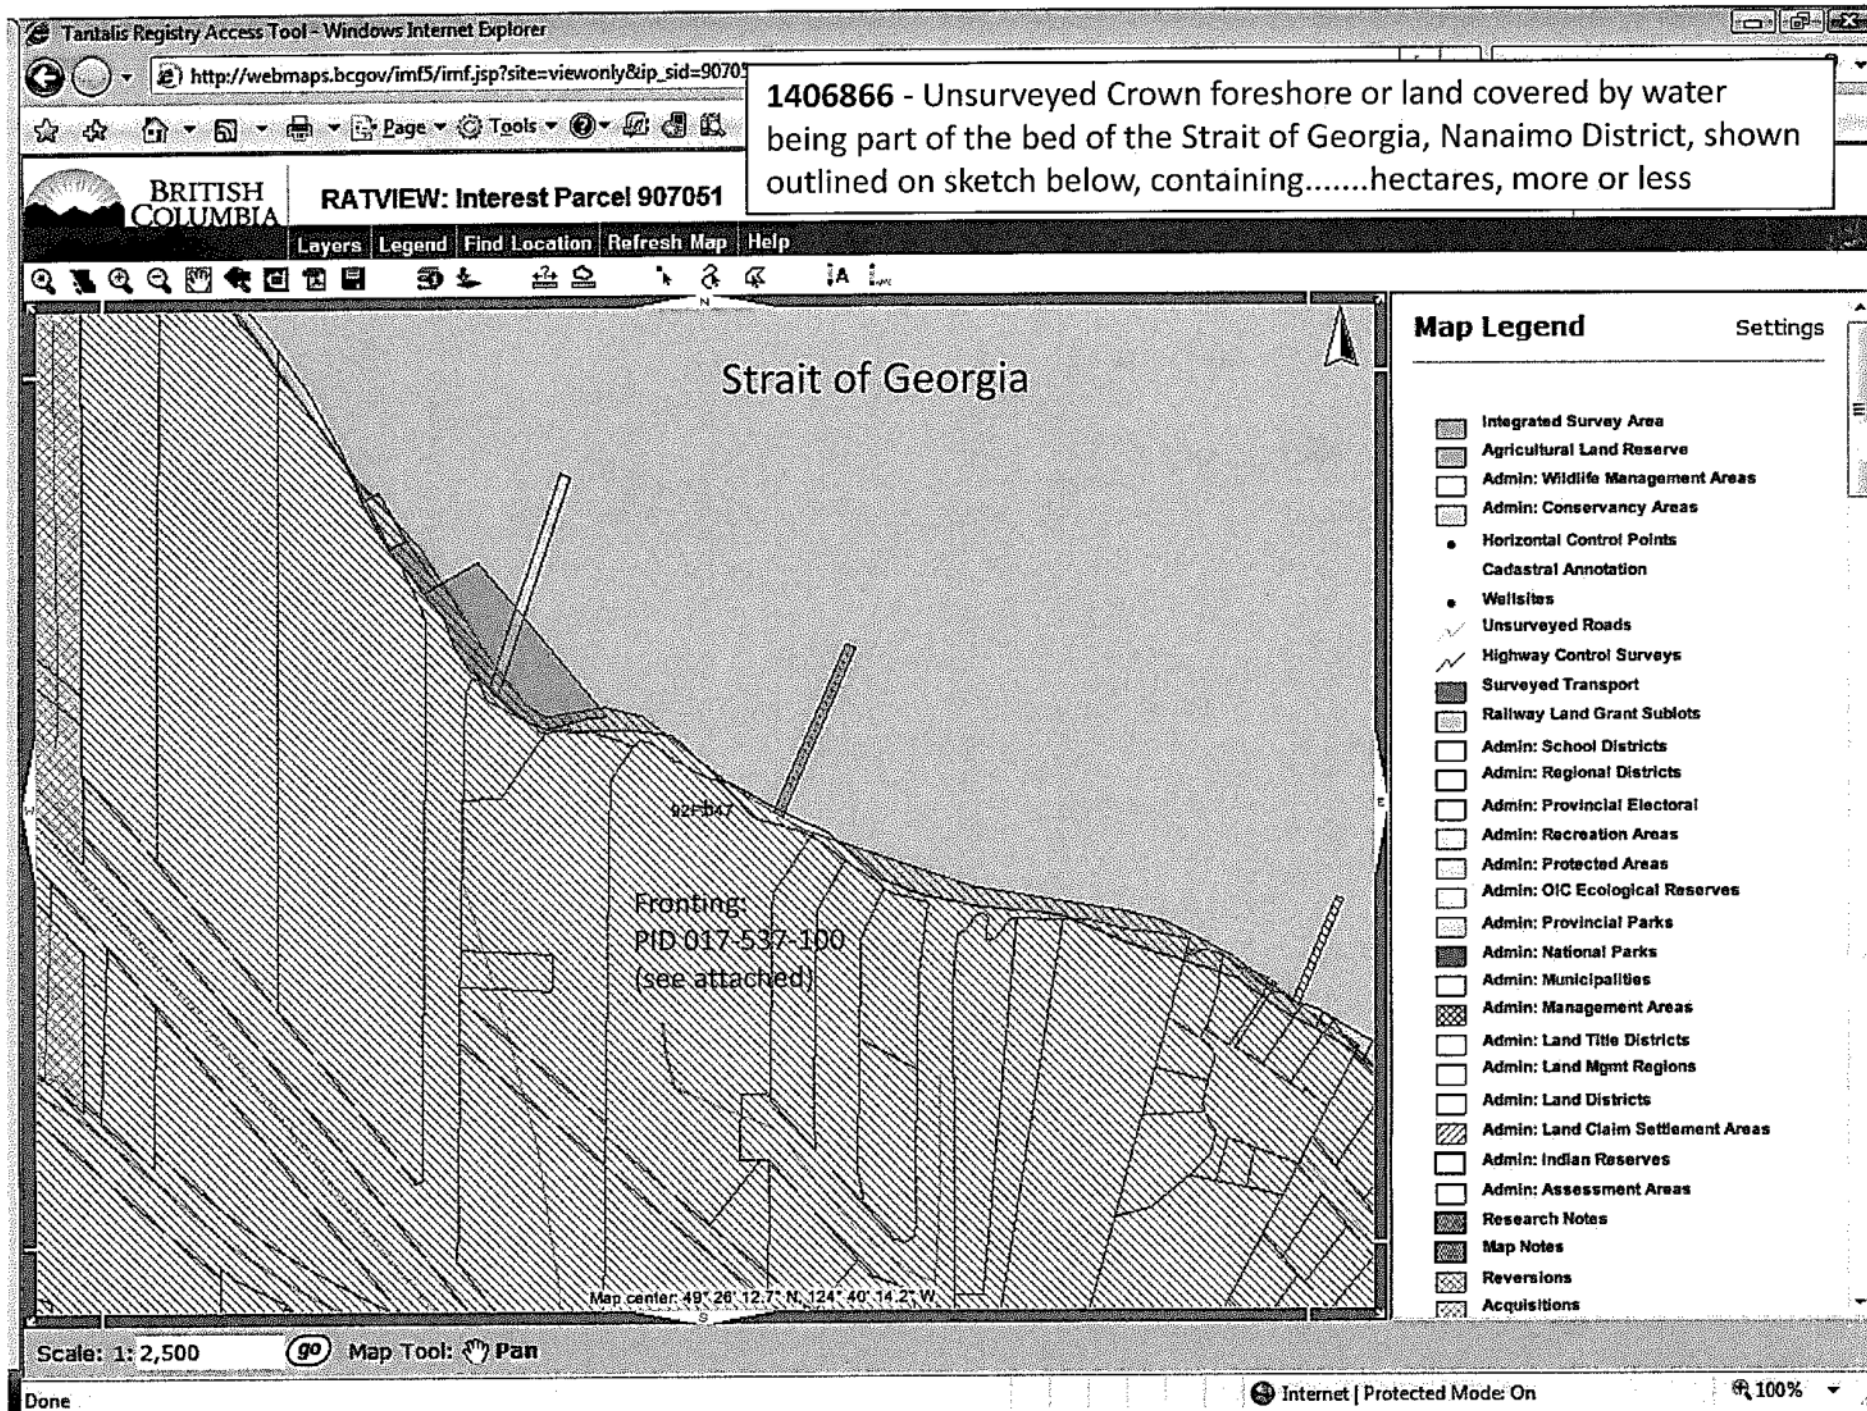 Tantalis Registry Access Tool - Windows Internet Explorer
http://webmaps.bcgov/imf5/imf.jsp?site=viewonly&ip_sid=90705
Page
Tools
1406866 - Unsurveyed Crown foreshore or land covered by water
being part of the bed of the Strait of Georgia, Nanaimo District, shown
outlined on sketch below, containing.......hectares, more or less
BRITISH
COLUMBIA
RATVIEW: Interest Parcel 907051
Layers Legend Find Location Refresh Map Help
A
N
Strait of Georgia
W
E
S
Fronting:
PID 017-537-100
(see attached)
Map center: 49° 26' 12.7" N, 124° 40' 14.2" W
Map Legend Settings
Integrated Survey Area
Agricultural Land Reserve
Admin: Wildlife Management Areas
Admin: Conservancy Areas
Horizontal Control Points
Cadastral Annotation
Wellsites
Unsurveyed Roads
Highway Control Surveys
Surveyed Transport
Railway Land Grant Sublots
Admin: School Districts
Admin: Regional Districts
Admin: Provincial Electoral
Admin: Recreation Areas
Admin: Protected Areas
Admin: OIC Ecological Reserves
Admin: Provincial Parks
Admin: National Parks
Admin: Municipalities
Admin: Management Areas
Admin: Land Title Districts
Admin: Land Mgmt Regions
Admin: Land Districts
Admin: Land Claim Settlement Areas
Admin: Indian Reserves
Admin: Assessment Areas
Research Notes
Map Notes
Reversions
Acquisitions
Scale: 1: 2,500 go Map Tool: Pan
Done
Internet | Protected Mode: On
100%